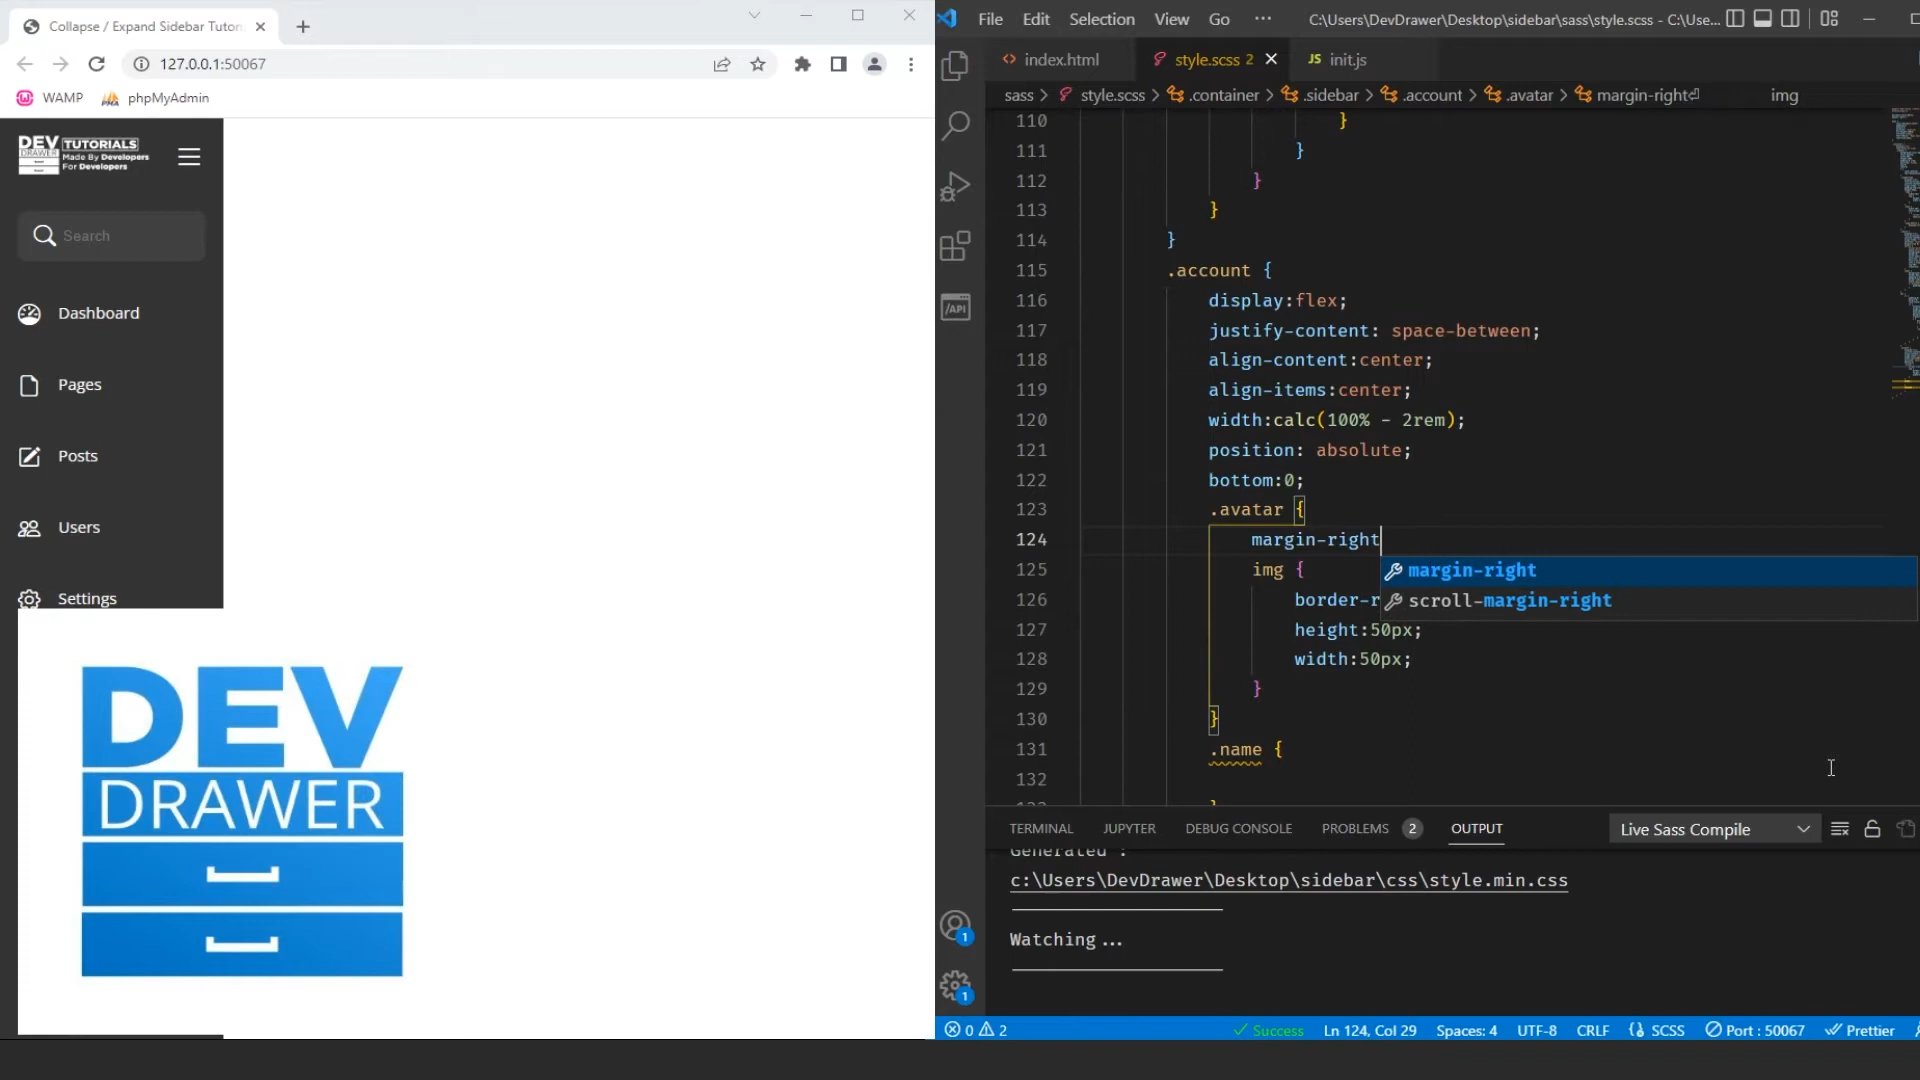 Collapse / Expand Sidebar Tutor
127.0.0.1:50067
WAMP
phpMyAdmin
DEV TUTORIALS
DRAWER Made By Developers
For Developers
Search
Dashboard
Pages
Posts
Users
Settings
DEV
DRAWER
File Edit Selection View Go ··· C:\Users\DevDrawer\Desktop\sidebar\sass\style.scss - C:\Use...
<> index.html
style.scss 2
JS init.js
sass > style.scss > .container > .sidebar > .account > .avatar > margin-right⏎ img
/API
110 }
111 }
112 }
113 }
114 }
115 .account {
116 display:flex;
117 justify-content: space-between;
118 align-content:center;
119 align-items:center;
120 width:calc(100% - 2rem);
121 position: absolute;
122 bottom:0;
123 .avatar {
124 margin-right
margin-right
125 img {
scroll-margin-right
126 border-r
127 height:50px;
128 width:50px;
129 }
130 }
131 .name {
132
TERMINAL JUPYTER DEBUG CONSOLE PROBLEMS 2 OUTPUT Live Sass Compile
Generated :
c:\Users\DevDrawer\Desktop\sidebar\css\style.min.css
--------------------
Watching...
--------------------
1
1
0 2
Success Ln 124, Col 29 Spaces: 4 UTF-8 CRLF SCSS Port : 50067 Prettier